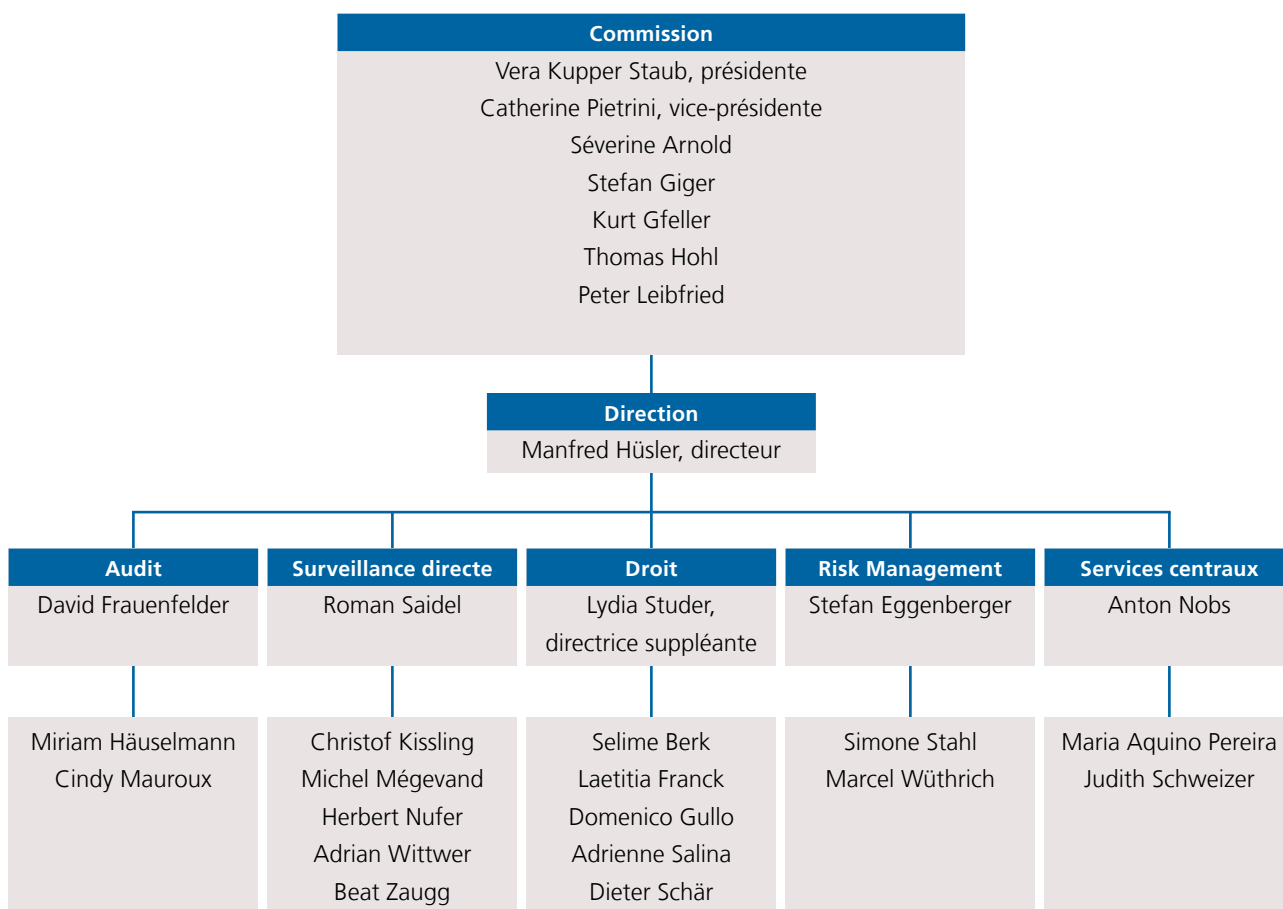 Commission
Vera Kupper Staub, présidente
Catherine Pietrini, vice-présidente
Séverine Arnold
Stefan Giger
Kurt Gfeller
Thomas Hohl
Peter Leibfried
Direction
Manfred Hüsler, directeur
Audit
David Frauenfelder
Miriam Häuselmann
Cindy Mauroux
Surveillance directe
Roman Saidel
Christof Kissling
Michel Mégevand
Herbert Nufer
Adrian Wittwer
Beat Zaugg
Droit
Lydia Studer,
directrice suppléante
Selime Berk
Laetitia Franck
Domenico Gullo
Adrienne Salina
Dieter Schär
Risk Management
Stefan Eggenberger
Simone Stahl
Marcel Wüthrich
Services centraux
Anton Nobs
Maria Aquino Pereira
Judith Schweizer